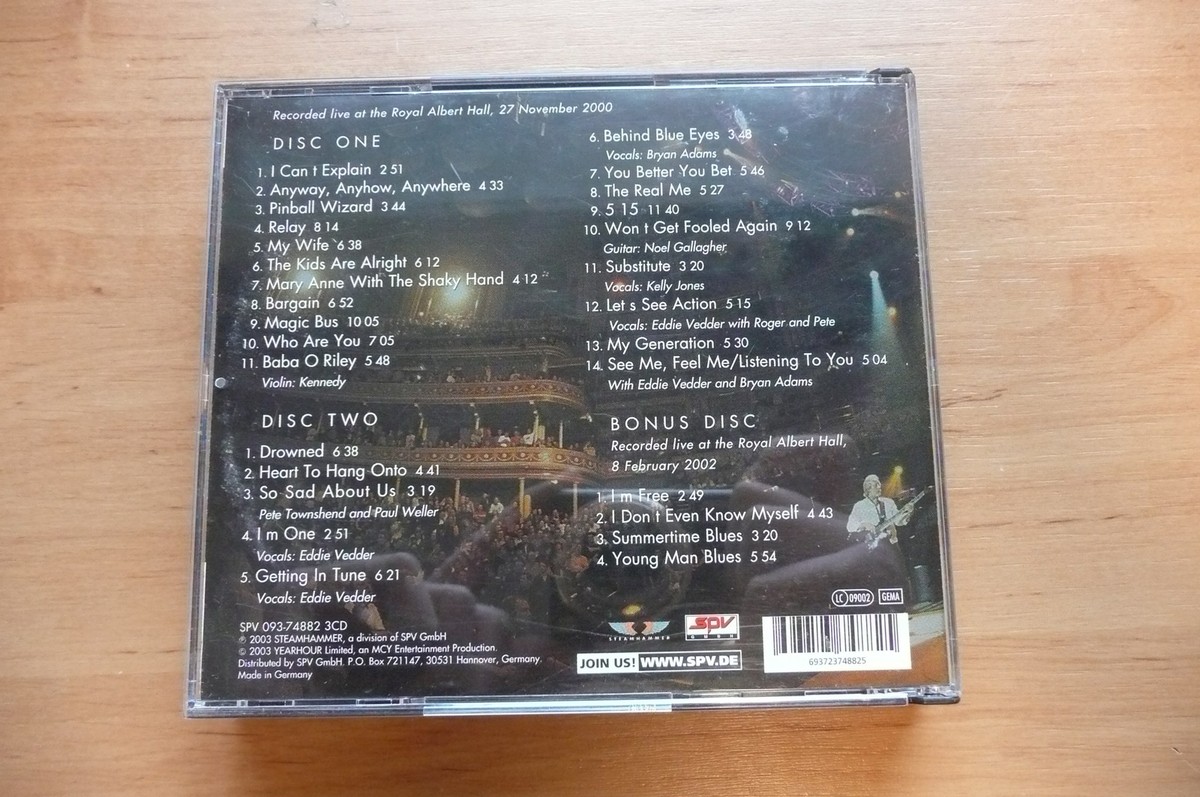 Recorded live at the Royal Albert Hall, 27 November 2000
DISC ONE
1. I Can t Explain 2 51
2. Anyway, Anyhow, Anywhere 4 33
3. Pinball Wizard 3 44
4. Relay 8 14
5. My Wife 6 38
6. The Kids Are Alright 6 12
7. Mary Anne With The Shaky Hand 4 12
8. Bargain 6 52
9. Magic Bus 10 05
10. Who Are You 7 05
11. Baba O Riley 5 48
Violin: Kennedy
DISC TWO
1. Drowned 6 38
2. Heart To Hang Onto 4 41
3. So Sad About Us 3 19
Pete Townshend and Paul Weller
4. I m One 2 51
Vocals: Eddie Vedder
5. Getting In Tune 6 21
Vocals: Eddie Vedder
6. Behind Blue Eyes 3 48
Vocals: Bryan Adams
7. You Better You Bet 5 46
8. The Real Me 5 27
9. 5 15 11 40
10. Won t Get Fooled Again 9 12
Guitar: Noel Gallagher
11. Substitute 3 20
Vocals: Kelly Jones
12. Let s See Action 5 15
Vocals: Eddie Vedder with Roger and Pete
13. My Generation 5 30
14. See Me, Feel Me/Listening To You 5 04
With Eddie Vedder and Bryan Adams
BONUS DISC
Recorded live at the Royal Albert Hall,
8 February 2002
1. I m Free 2 49
2. I Don t Even Know Myself 4 43
3. Summertime Blues 3 20
4. Young Man Blues 5 54
SPV 093-74882 3CD
℗ 2003 STEAMHAMMER, a division of SPV GmbH
© 2003 YEARHOUR Limited, an MCY Entertainment Production.
Distributed by SPV GmbH. P.O. Box 721147, 30531 Hannover, Germany.
Made in Germany
STEAMHAMMER
SPV
GMBH
JOIN US! WWW.SPV.DE
LC 09002 GEMA
693723748825